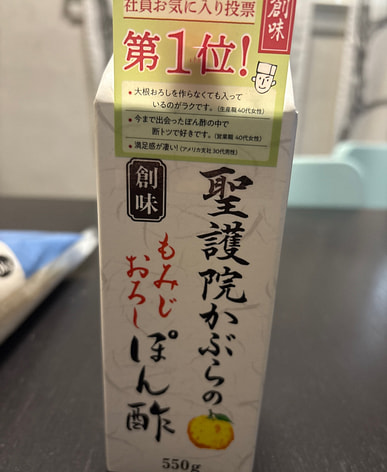 社員お気に入り投票
創味
第1位!
・大根おろしを作らなくても入って
いるのがラクです。(生産職 40代女性)
・今まで出会ったぽん酢の中で
断トツで好きです。(営業職 40代女性)
・満足感が凄い!(アメリカ支社 30代男性)
創味
聖護院かぶらの
もみじ
おろし
ぽん酢
550g